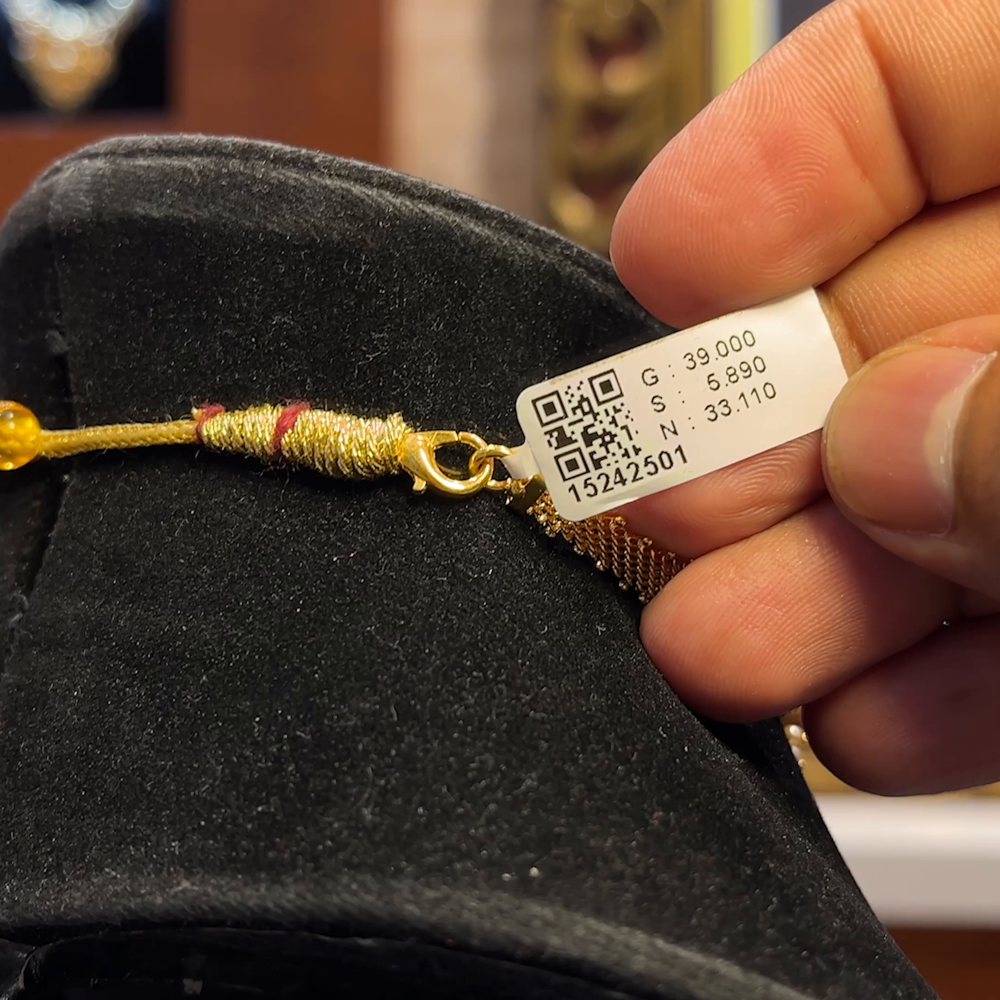 G : 39.000
S : 5.890
N : 33.110
15242501